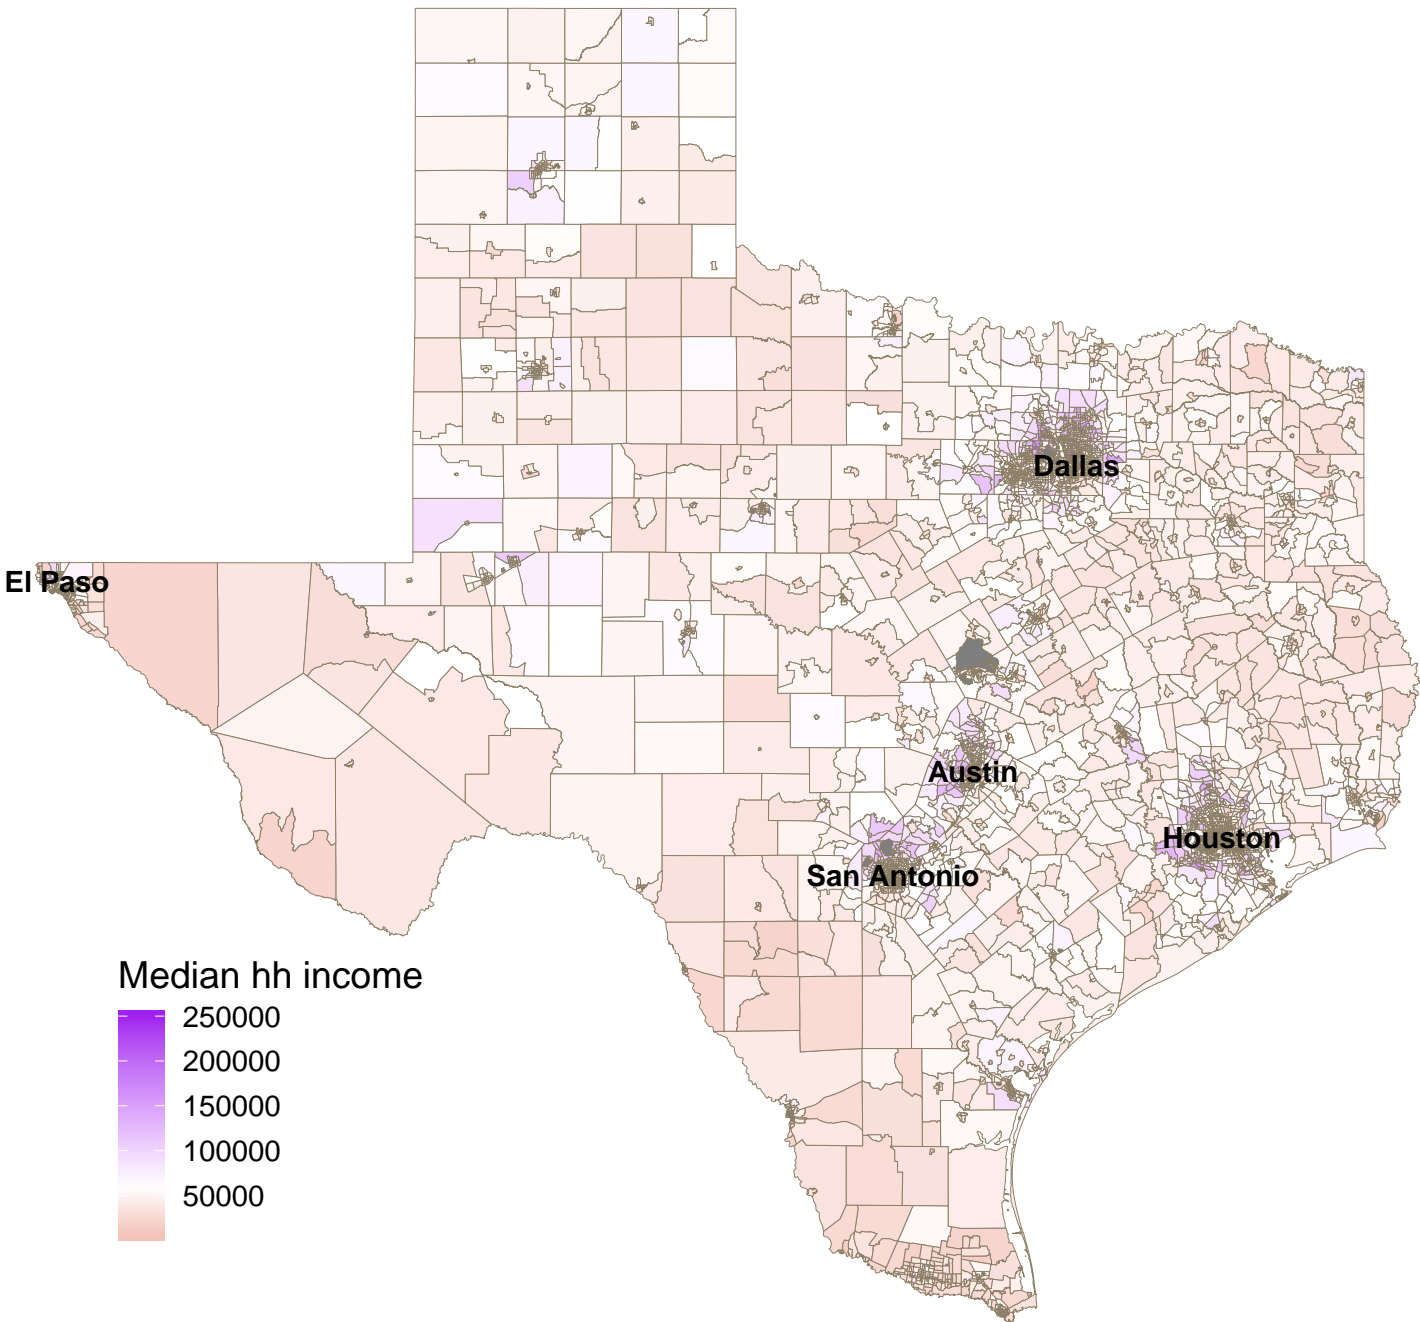 Dallas
El Paso
Austin
Houston
San Antonio
Median hh income
250000
200000
150000
100000
50000